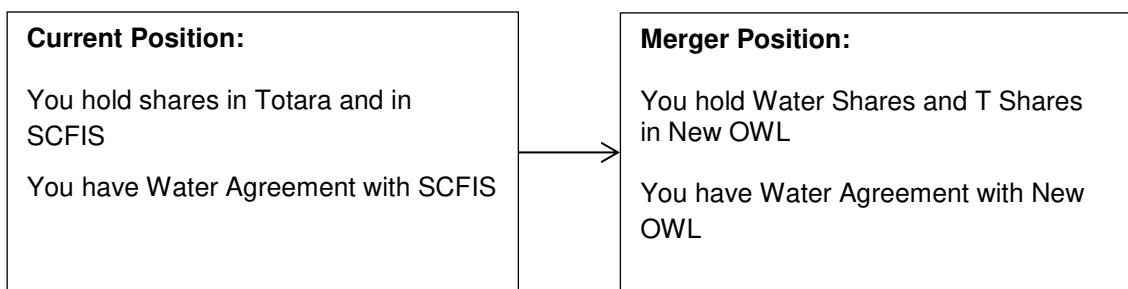 Current Position:
You hold shares in Totara and in
SCFIS
You have Water Agreement with SCFIS
Merger Position:
You hold Water Shares and T Shares
in New OWL
You have Water Agreement with New
OWL